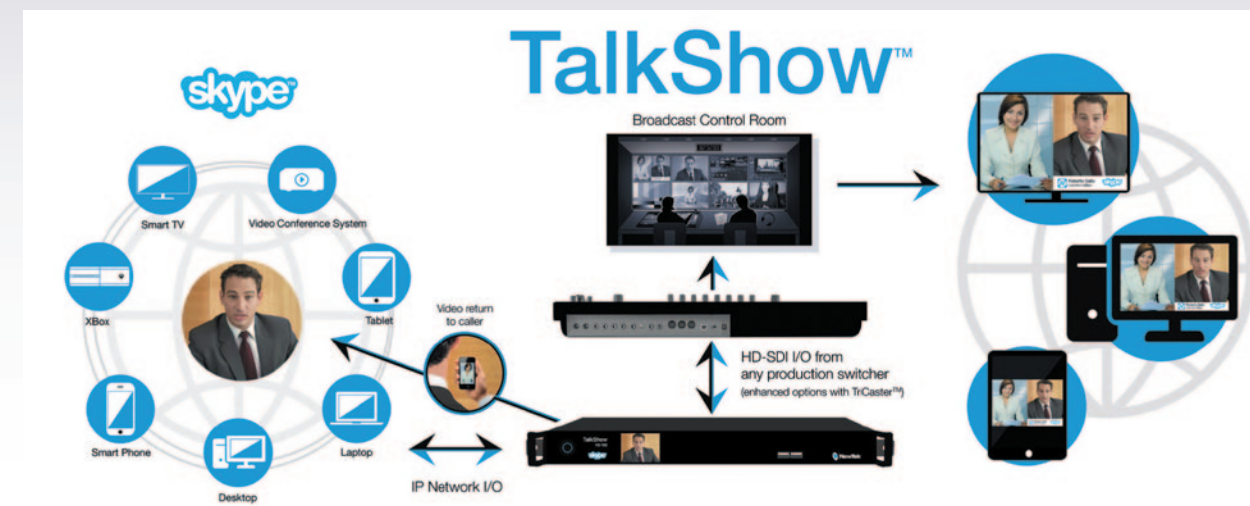 TalkShow™
skype™
Broadcast Control Room
Smart TV
Video Conference System
XBox
Tablet
Smart Phone
Laptop
Desktop
Video return
to caller
IP Network I/O
HD-SDI I/O from
any production switcher
(enhanced options with TriCaster™)
TalkShow
skype
NewTek
skype